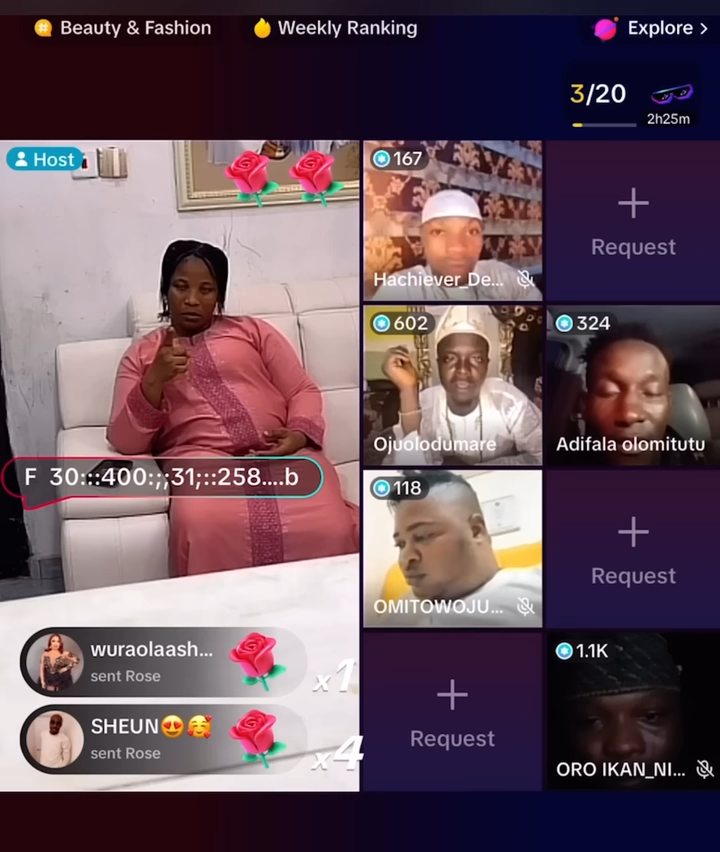 Beauty & Fashion
Weekly Ranking
Explore >
3/20
2h25m
Host
167
Hachiever_De...
Request
602
Ojuolodumare
324
Adifala olomitutu
F 30:::400:;;31;::258....b
118
OMITOWOJU...
Request
wuraolaash...
sent Rose
x1
SHEUN😍🥰
sent Rose
x4
Request
1.1K
ORO IKAN_NI...